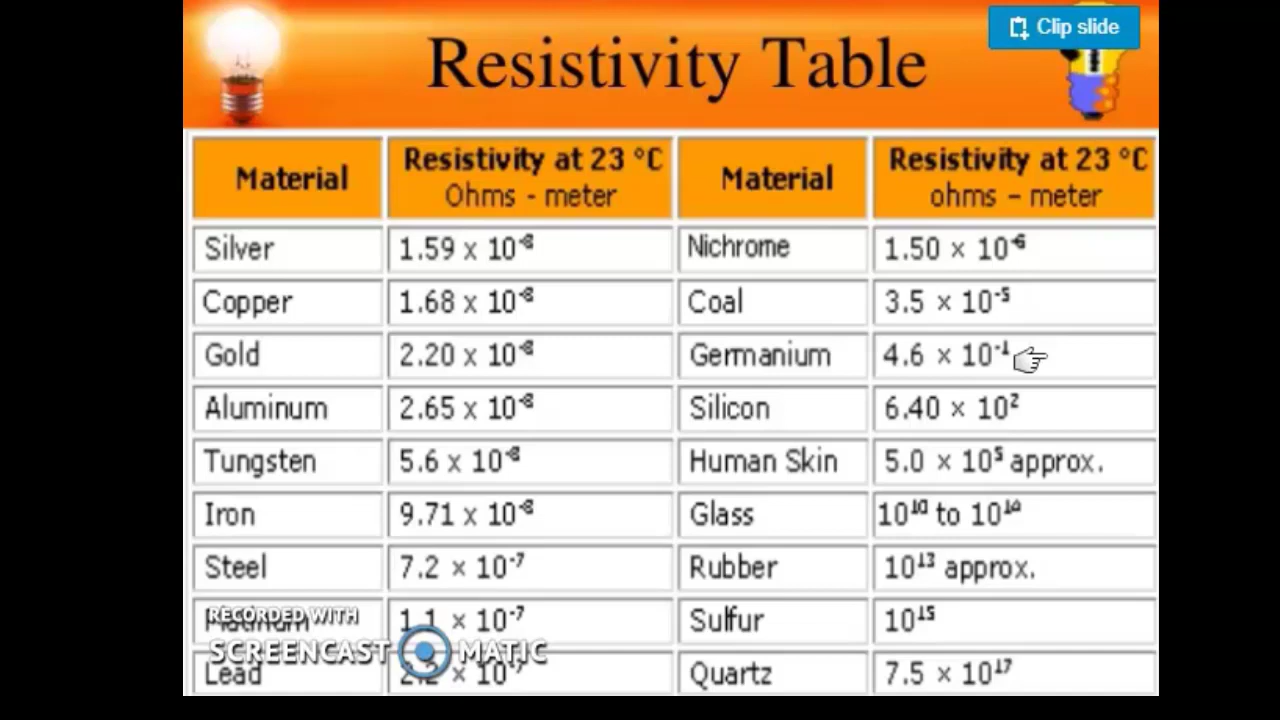 Clip slide
Resistivity Table
Material Resistivity at 23 °C Ohms - meter Material Resistivity at 23 °C ohms – meter
Silver 1.59 x 10⁻⁸ Nichrome 1.50 × 10⁻⁶
Copper 1.68 x 10⁻⁸ Coal 3.5 × 10⁻⁵
Gold 2.20 x 10⁻⁸ Germanium 4.6 × 10⁻¹
Aluminum 2.65 x 10⁻⁸ Silicon 6.40 × 10²
Tungsten 5.6 x 10⁻⁸ Human Skin 5.0 × 10⁵ approx.
Iron 9.71 x 10⁻⁸ Glass 10¹⁰ to 10¹⁴
Steel 7.2 × 10⁻⁷ Rubber 10¹³ approx.
Platinum 1.1 × 10⁻⁷ Sulfur 10¹⁵
Lead 2.2 × 10⁻⁷ Quartz 7.5 × 10¹⁷
RECORDED WITH
SCREENCAST MATIC